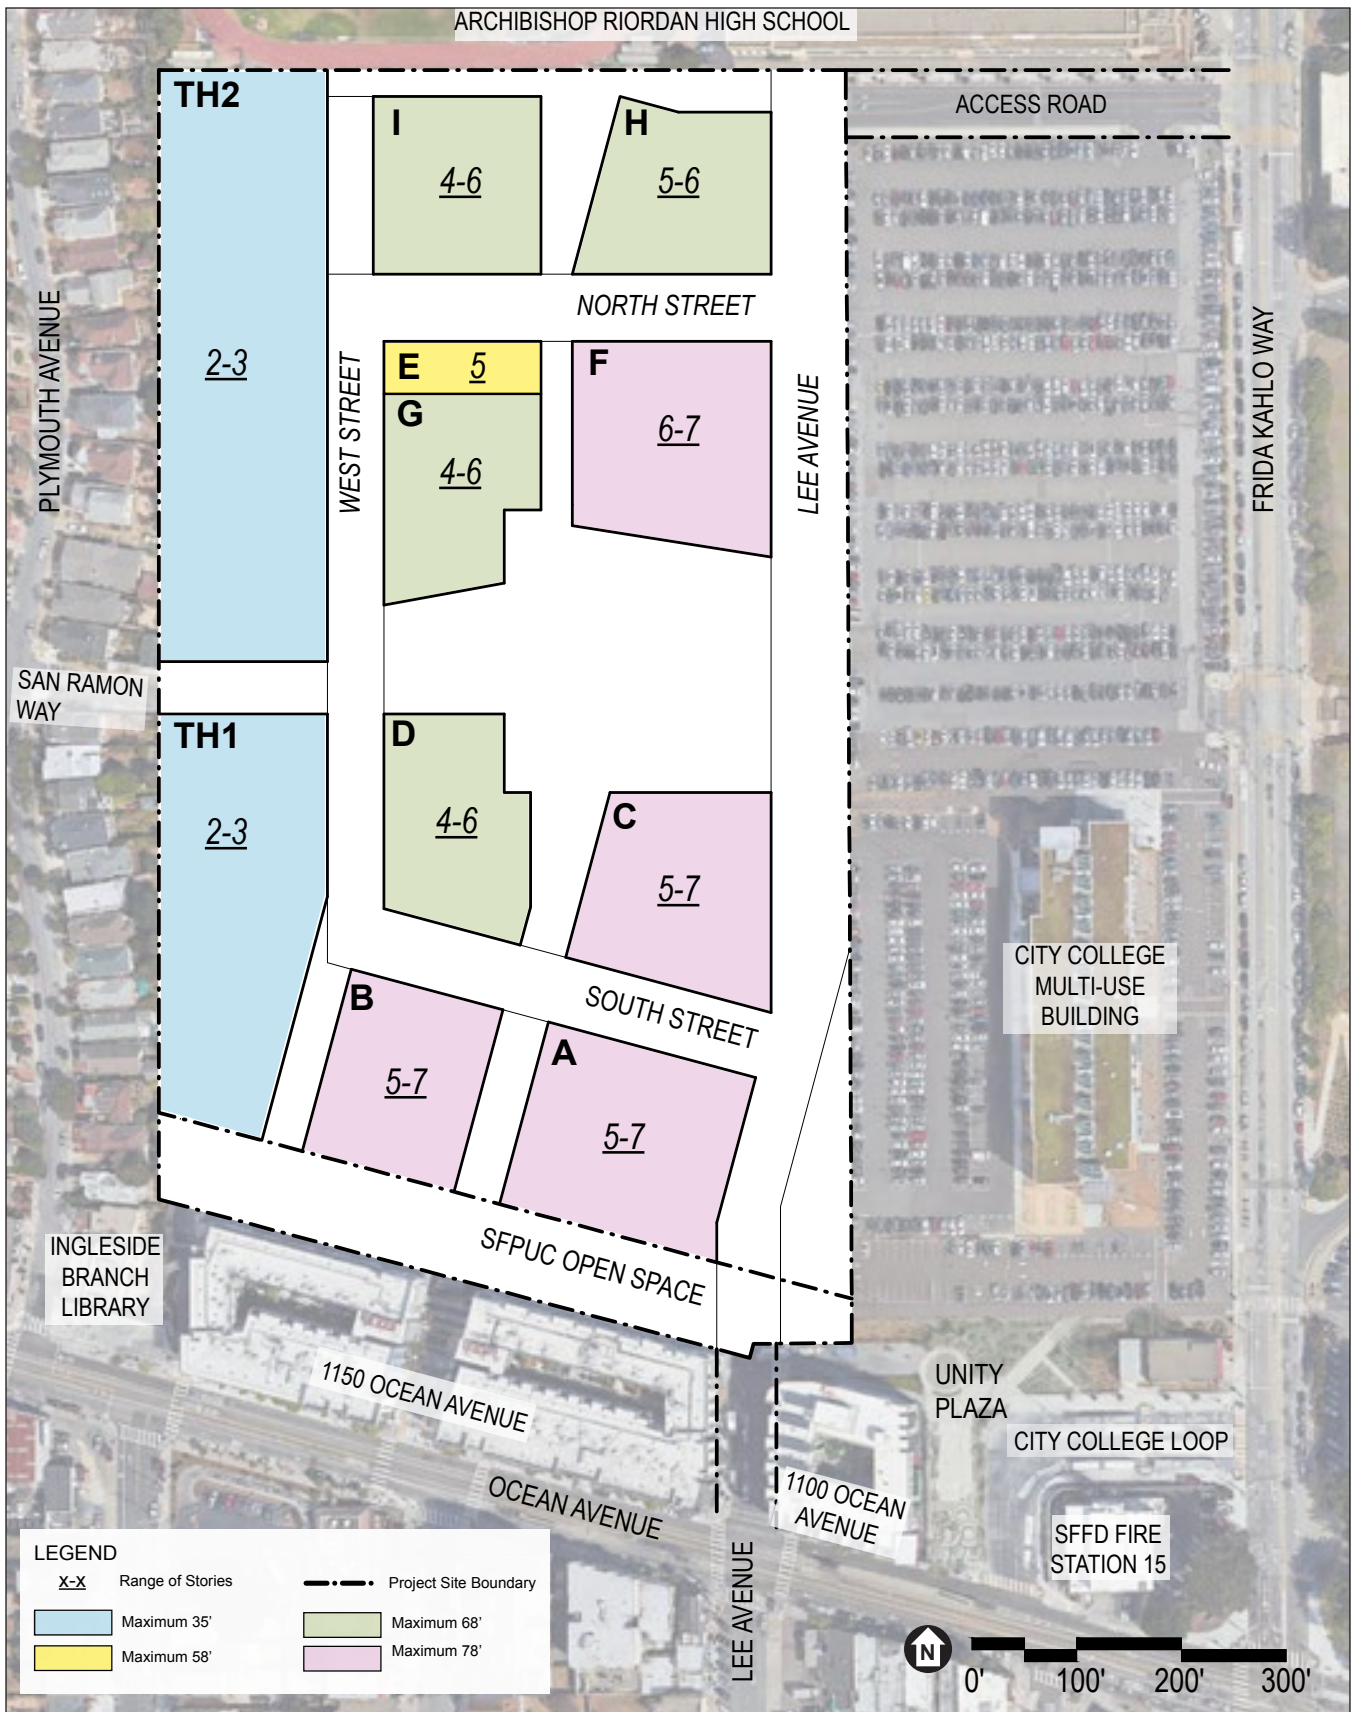 ARCHIBISHOP RIORDAN HIGH SCHOOL
TH2
I
H
ACCESS ROAD
4-6
5-6
NORTH STREET
PLYMOUTH AVENUE
2-3
WEST STREET
E 5
F
G
6-7
4-6
LEE AVENUE
FRIDA KAHLO WAY
SAN RAMON
WAY
TH1
D
C
2-3
4-6
5-7
CITY COLLEGE
MULTI-USE
BUILDING
B
SOUTH STREET
A
5-7
5-7
SFPUC OPEN SPACE
INGLESIDE
BRANCH
LIBRARY
1150 OCEAN AVENUE
UNITY
PLAZA
CITY COLLEGE LOOP
OCEAN AVENUE
1100 OCEAN
AVENUE
SFFD FIRE
STATION 15
LEE AVENUE
LEGEND
X-X Range of Stories
Project Site Boundary
Maximum 35'
Maximum 68'
Maximum 58'
Maximum 78'
N
0' 100' 200' 300'